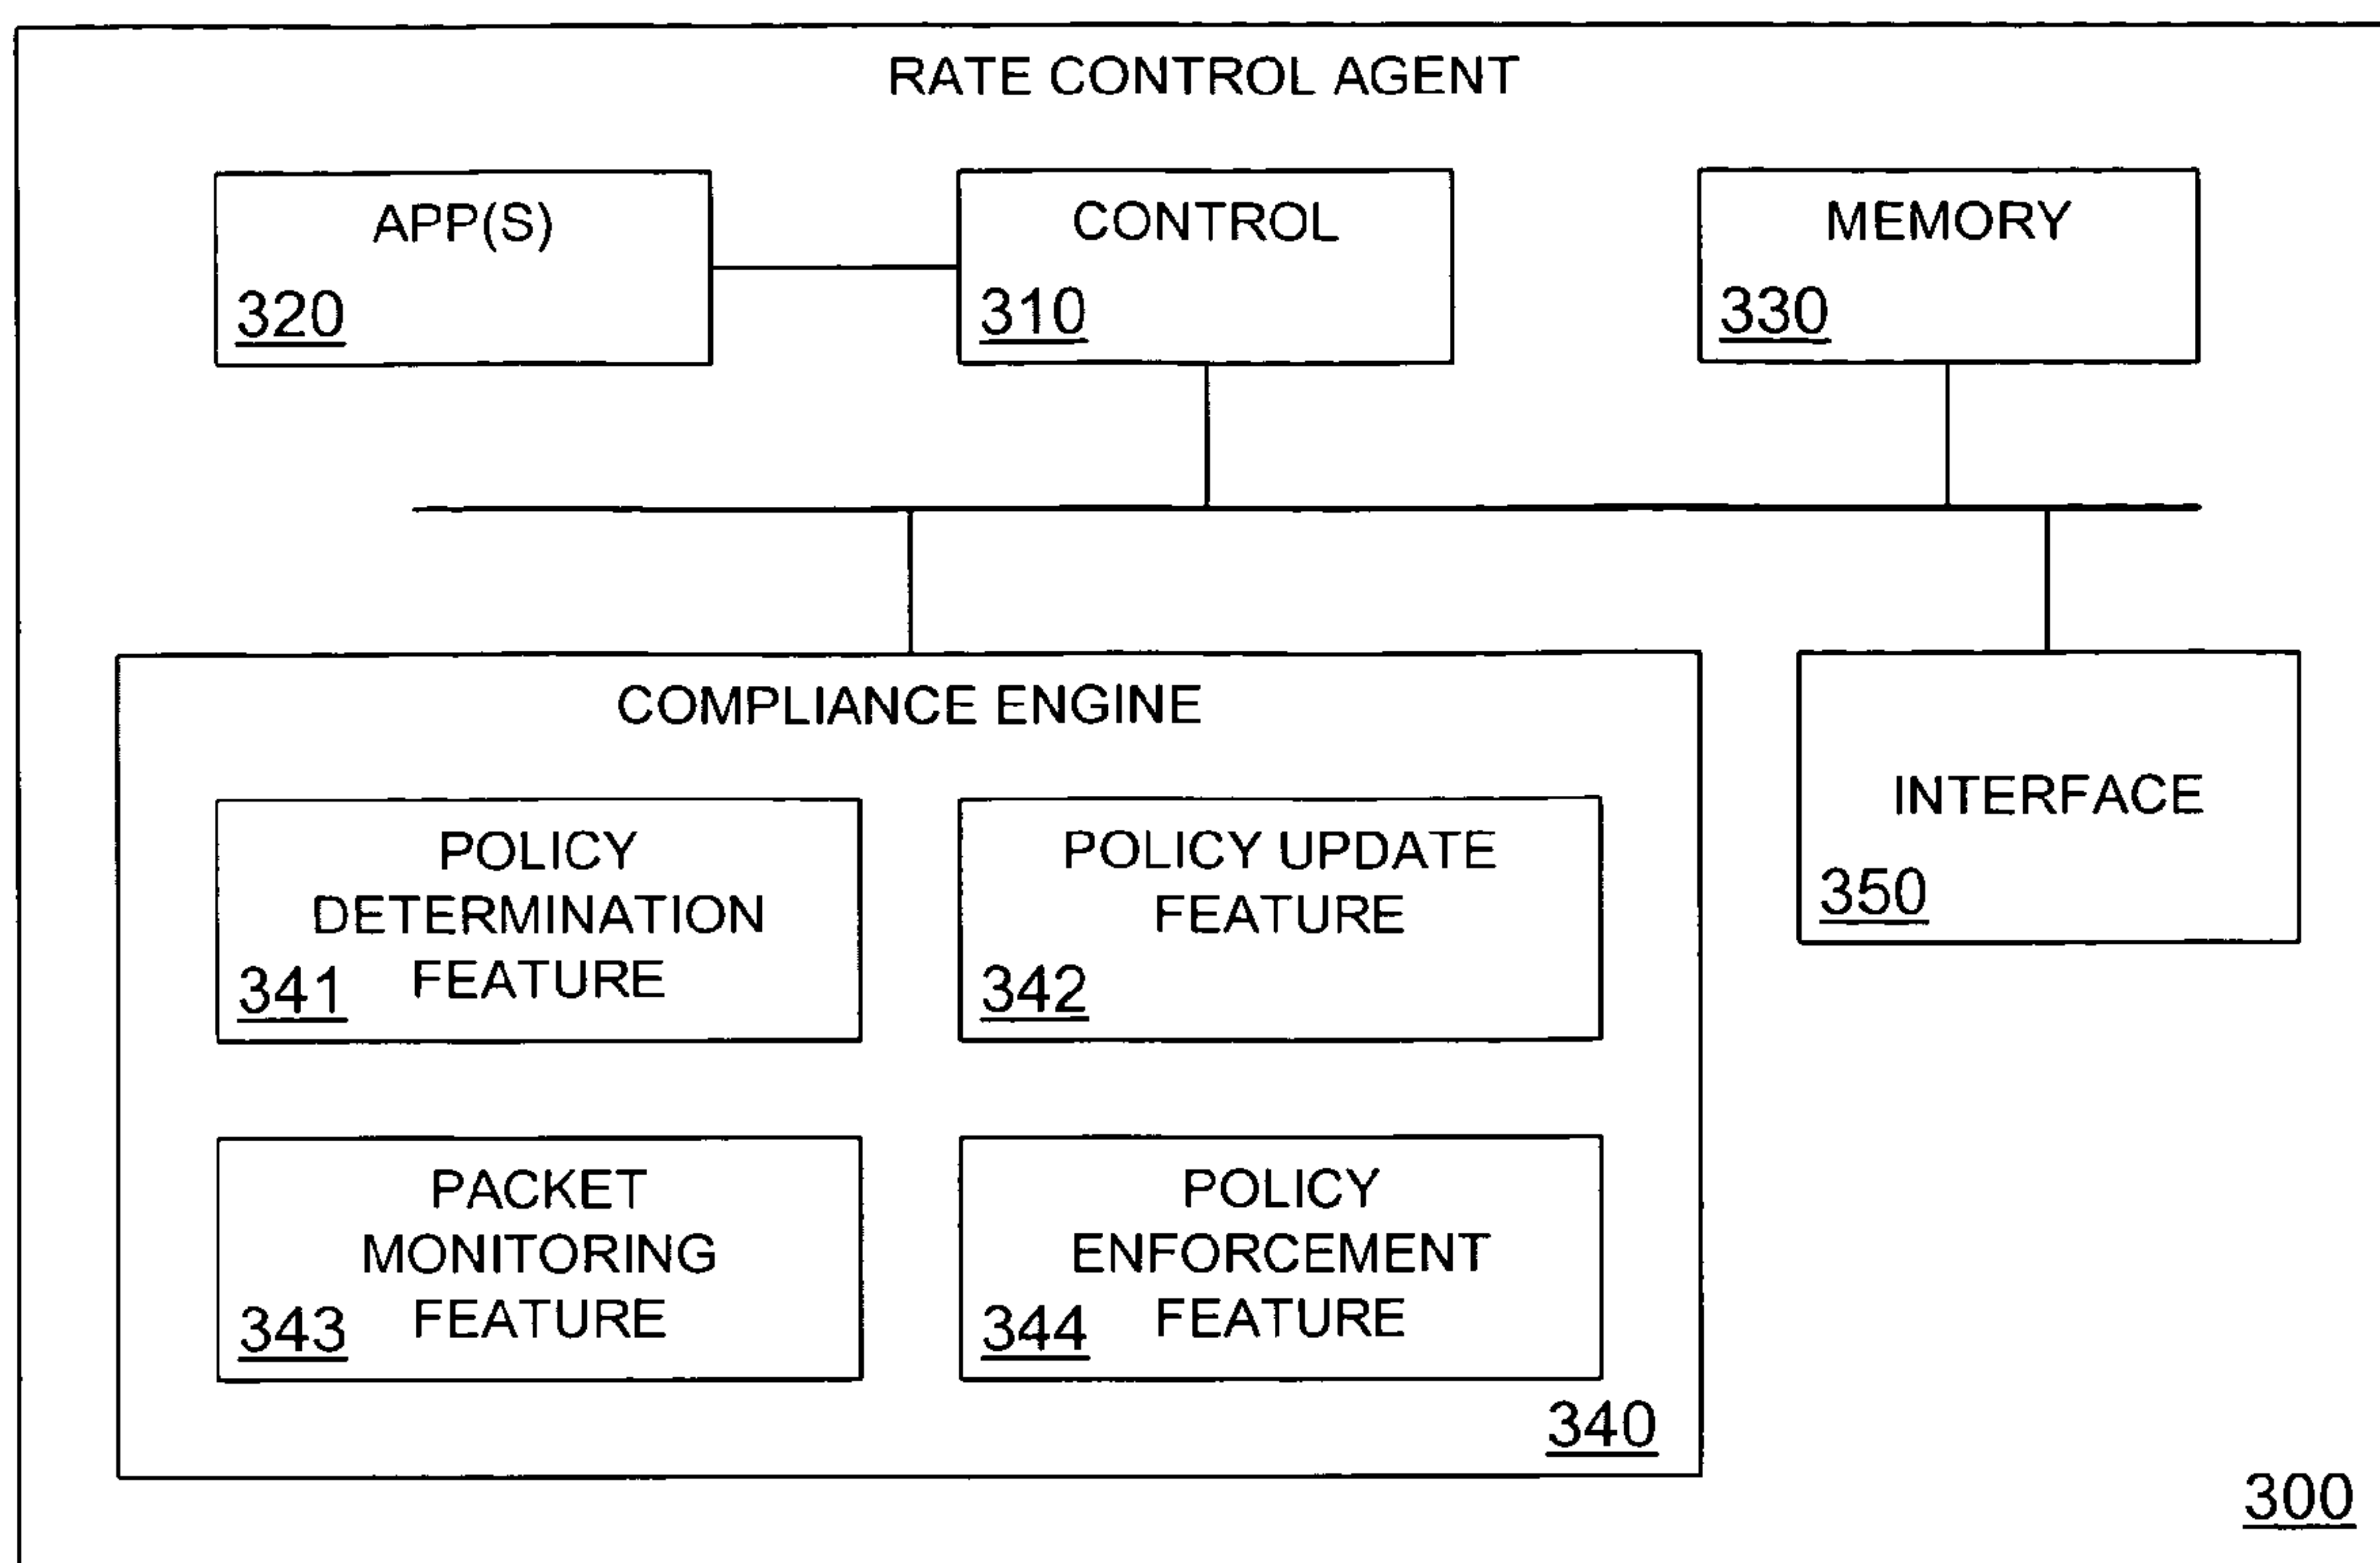 RATE CONTROL AGENT
APP(S)
320
CONTROL
310
MEMORY
330
COMPLIANCE ENGINE
POLICY
DETERMINATION
FEATURE
341
POLICY UPDATE
FEATURE
342
INTERFACE
350
PACKET
MONITORING
FEATURE
343
POLICY
ENFORCEMENT
FEATURE
344
340
300